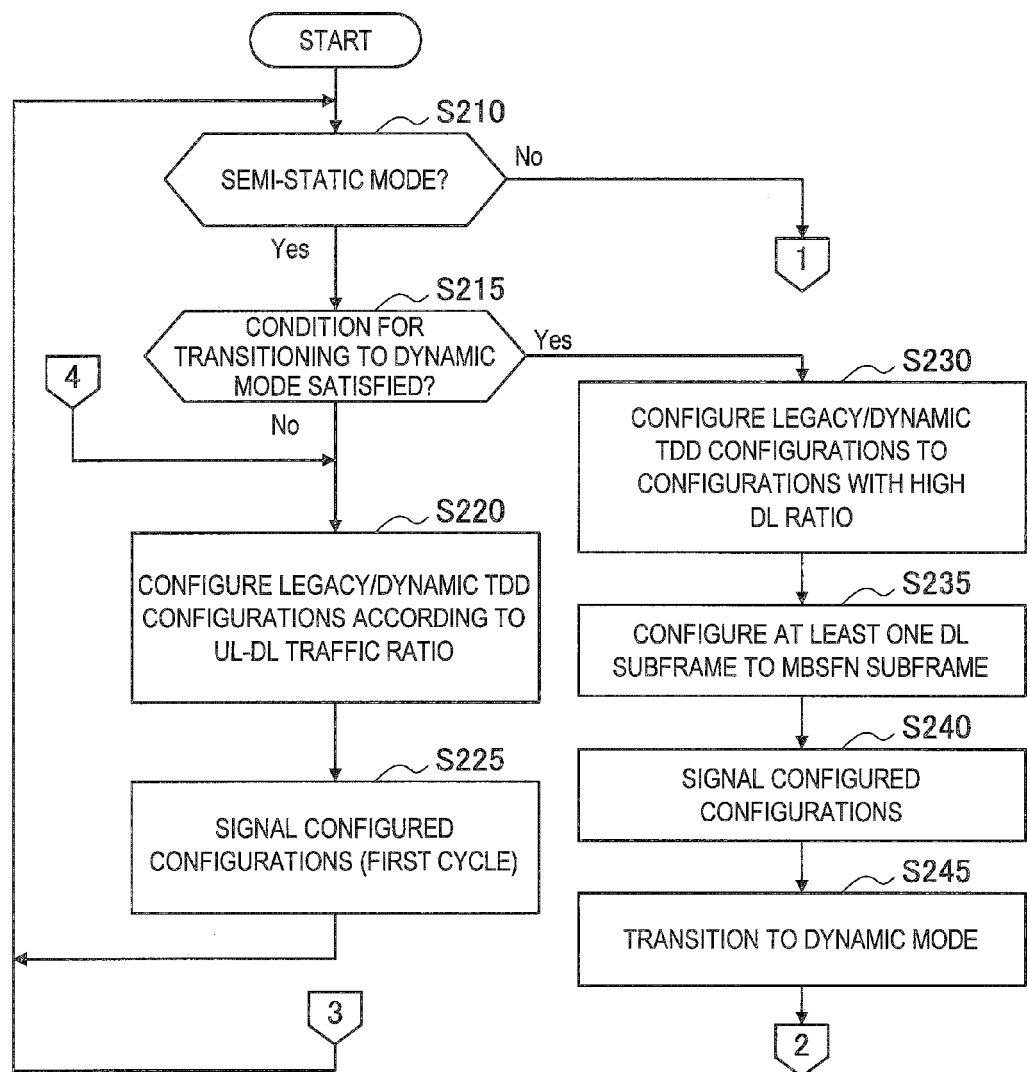 START
S210
SEMI-STATIC MODE?
No
Yes
1
S215
CONDITION FOR
TRANSITIONING TO DYNAMIC
MODE SATISFIED?
Yes
No
4
S220
CONFIGURE LEGACY/DYNAMIC TDD
CONFIGURATIONS ACCORDING TO
UL-DL TRAFFIC RATIO
S225
SIGNAL CONFIGURED
CONFIGURATIONS (FIRST CYCLE)
3
S230
CONFIGURE LEGACY/DYNAMIC
TDD CONFIGURATIONS TO
CONFIGURATIONS WITH HIGH
DL RATIO
S235
CONFIGURE AT LEAST ONE DL
SUBFRAME TO MBSFN SUBFRAME
S240
SIGNAL CONFIGURED
CONFIGURATIONS
S245
TRANSITION TO DYNAMIC MODE
2